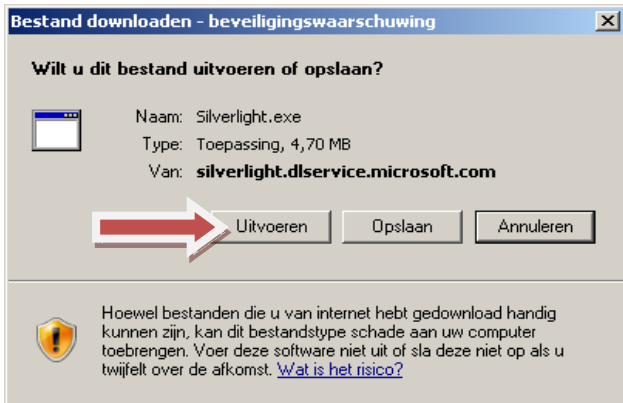 Bestand downloaden - beveiligingswaarschuwing
Wilt u dit bestand uitvoeren of opslaan?
Naam: Silverlight.exe
Type: Toepassing, 4,70 MB
Van: silverlight.dlservice.microsoft.com
Uitvoeren Opslaan Annuleren
Hoewel bestanden die u van internet hebt gedownload handig
kunnen zijn, kan dit bestandstype schade aan uw computer
toebrengen. Voer deze software niet uit of sla deze niet op als u
twijfelt over de afkomst. Wat is het risico?